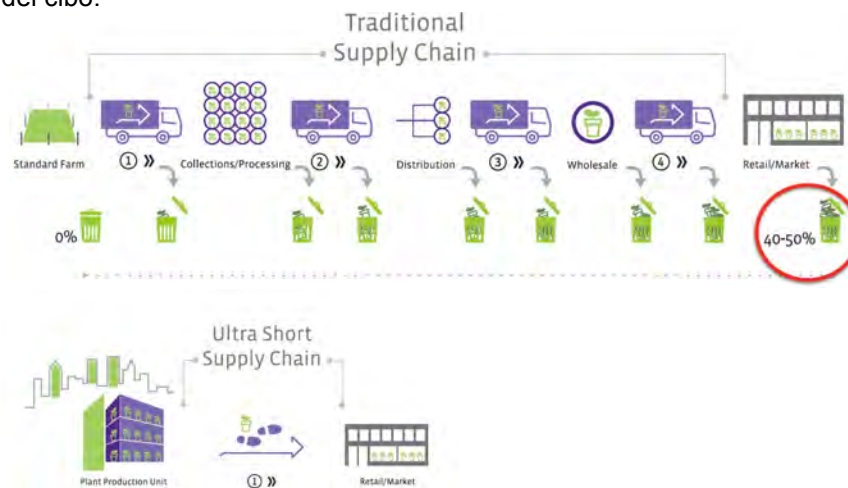 del cibo.
Traditional
Supply Chain
Standard Farm
① »
Collections/Processing
② »
Distribution
③ »
Wholesale
④ »
Retail/Market
0%
40-50%
Ultra Short
Supply Chain
Plant Production Unit
① »
Retail/Market